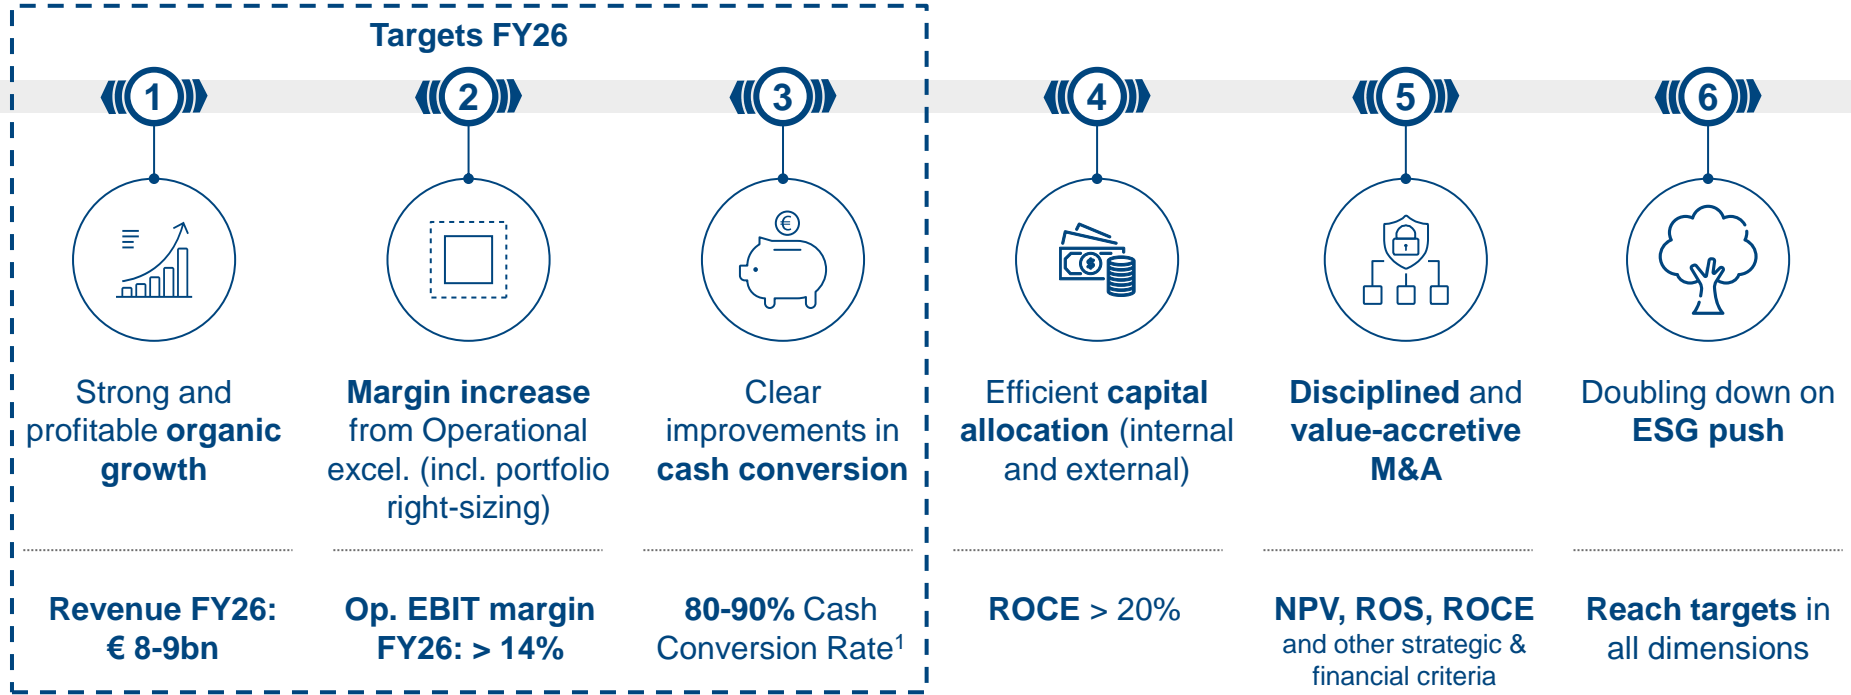 Targets FY26
1
2
3
4
5
6
€
$
Strong and
profitable organic
growth
Margin increase
from Operational
excel. (incl. portfolio
right-sizing)
Clear
improvements in
cash conversion
Efficient capital
allocation (internal
and external)
Disciplined and
value-accretive
M&A
Doubling down on
ESG push
Revenue FY26:
€ 8-9bn
Op. EBIT margin
FY26: > 14%
80-90% Cash
Conversion Rate¹
ROCE > 20%
NPV, ROS, ROCE
and other strategic &
financial criteria
Reach targets in
all dimensions